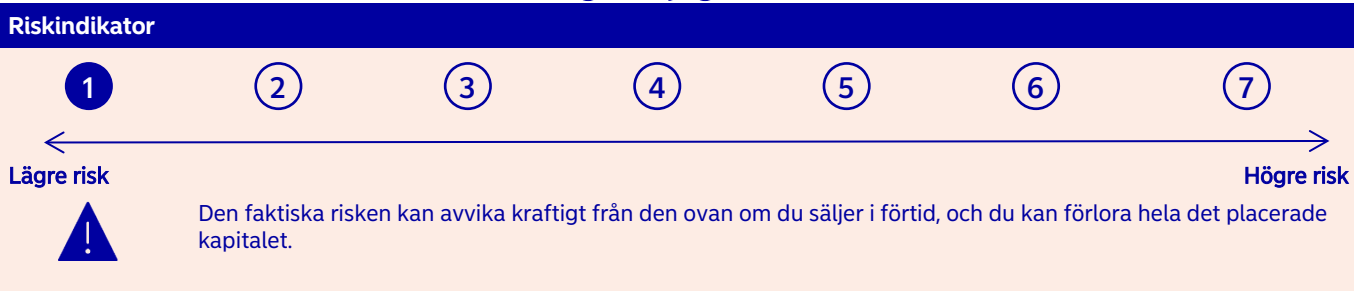 Riskindikator
1 2 3 4 5 6 7
Lägre risk Högre risk
Den faktiska risken kan avvika kraftigt från den ovan om du säljer i förtid, och du kan förlora hela det placerade
kapitalet.